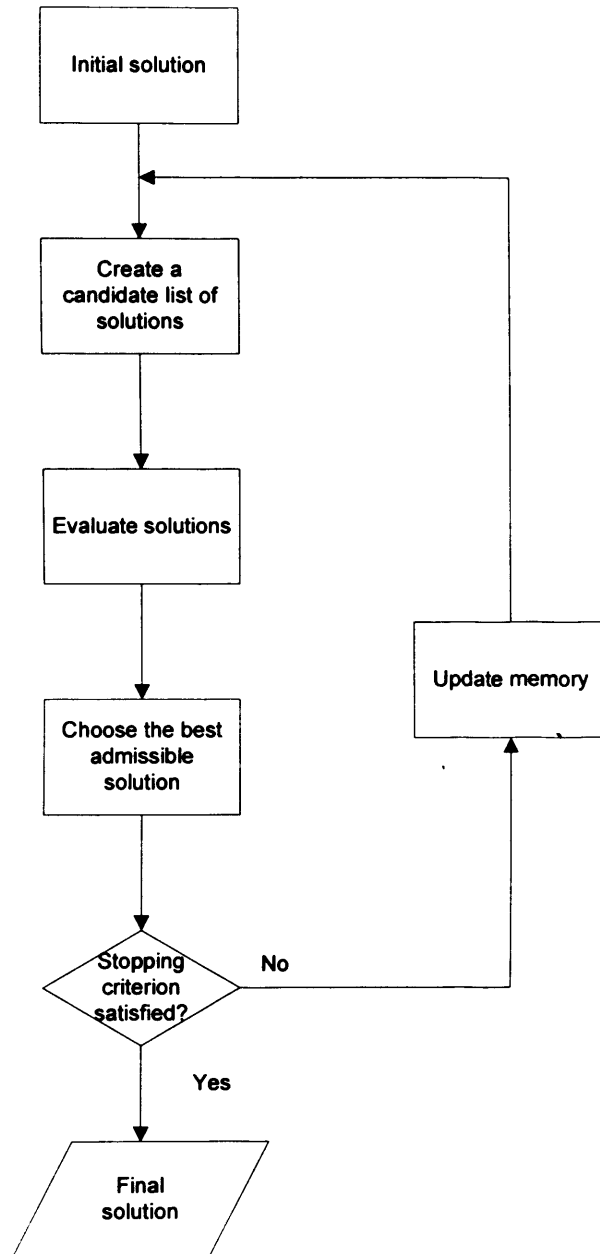 Initial solution
Create a
candidate list of
solutions
Evaluate solutions
Update memory
Choose the best
admissible
solution
Stopping
criterion
satisfied?
No
Yes
Final
solution